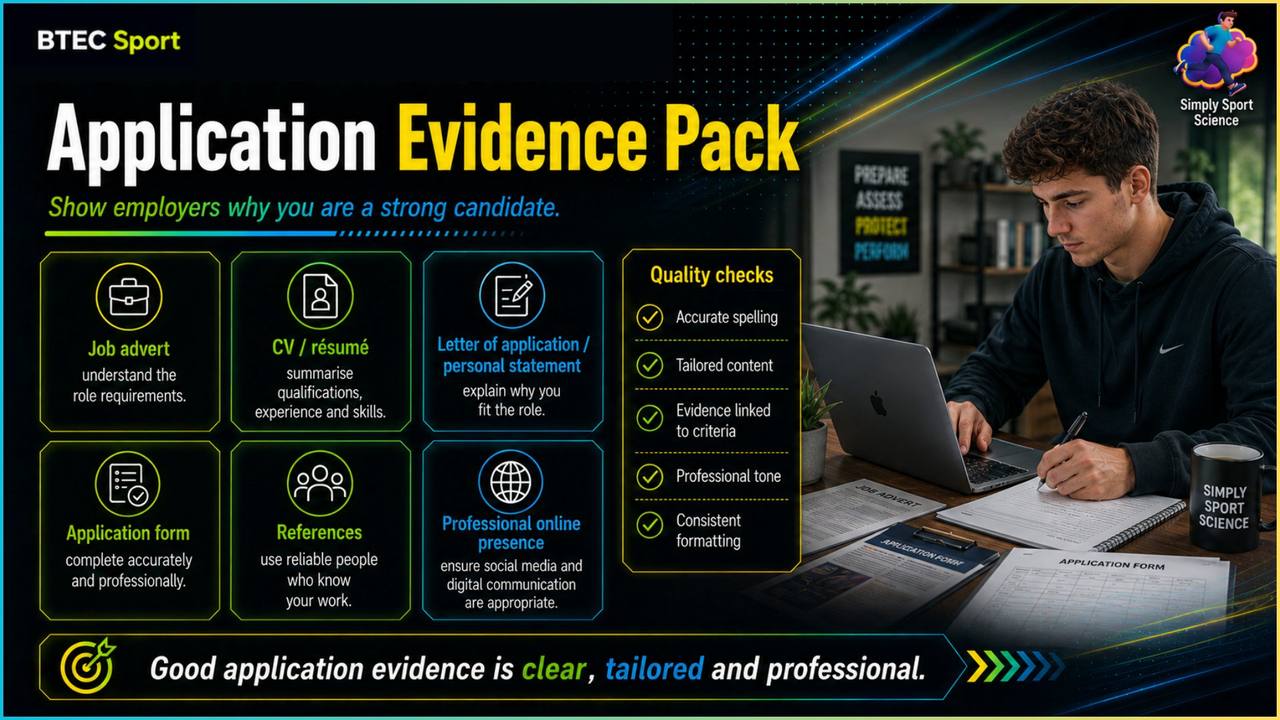 BTEC Sport
Simply Sport
Science
Application Evidence Pack
Show employers why you are a strong candidate.
Job advert
understand the
role requirements.
CV / résumé
summarise
qualifications,
experience and skills.
Letter of application /
personal statement
explain why you
fit the role.
Application form
complete accurately
and professionally.
References
use reliable people
who know
your work.
Professional online
presence
ensure social media and
digital communication
are appropriate.
Quality checks
Accurate spelling
Tailored content
Evidence linked
to criteria
Professional tone
Consistent
formatting
PREPARE
ASSESS
PROTECT
PERFORM
JOB ADVERT
APPLICATION FORM
APPLICATION FORM
SIMPLY
SPORT
SCIENCE
Good application evidence is clear, tailored and professional.